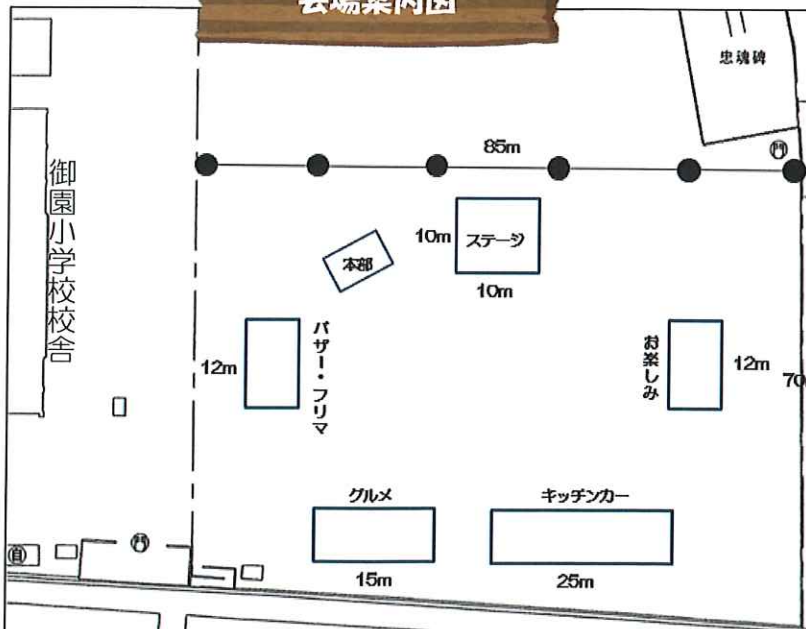 会場案内図
忠魂碑
85m
御園小学校校舎
10m
ステージ
本部
10m
12m
バザー・フリマ
お楽しみ
12m
70
グルメ
キッチンカー
15m
25m